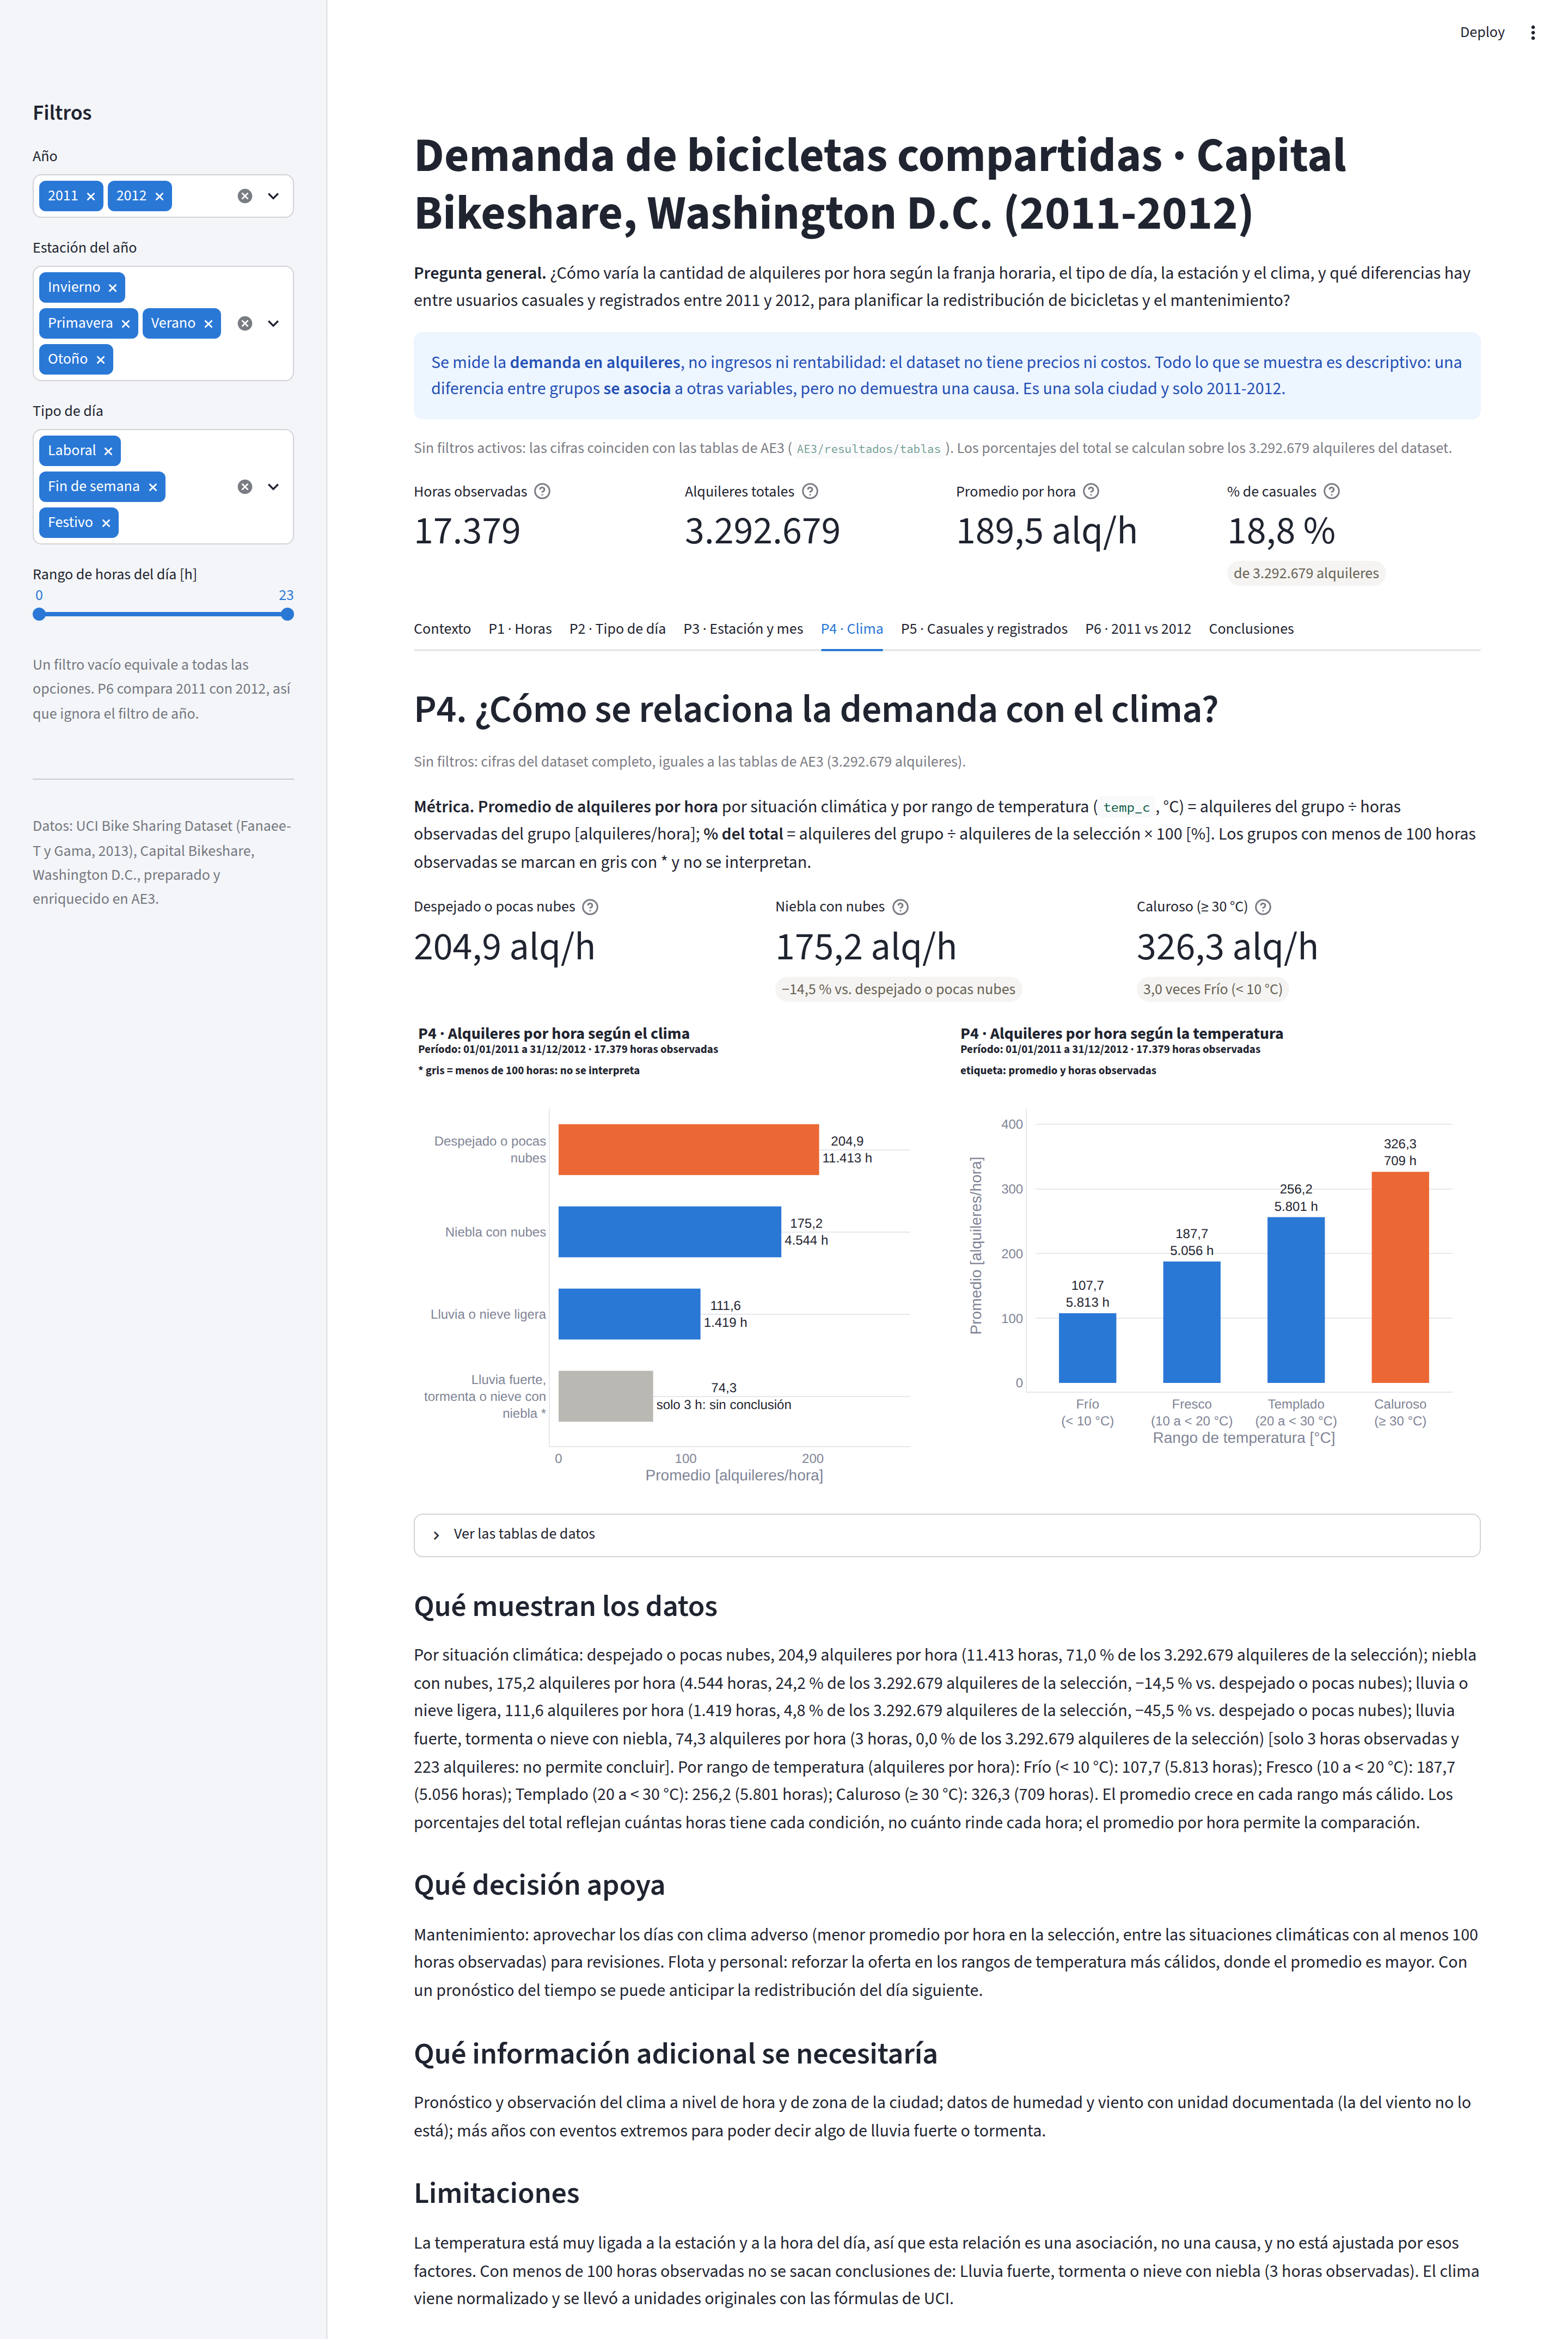 Deploy
Filtros
Año
2011 2012
Estación del año
Invierno
Primavera Verano
Otoño
Tipo de día
Laboral
Fin de semana
Festivo
Rango de horas del día [h]
0 23
Un filtro vacío equivale a todas las
opciones. P6 compara 2011 con 2012, así
que ignora el filtro de año.
Datos: UCI Bike Sharing Dataset (Fanaee-
T y Gama, 2013), Capital Bikeshare,
Washington D.C., preparado y
enriquecido en AE3.
Demanda de bicicletas compartidas · Capital
Bikeshare, Washington D.C. (2011-2012)
Pregunta general. ¿Cómo varía la cantidad de alquileres por hora según la franja horaria, el tipo de día, la estación y el clima, y qué diferencias hay
entre usuarios casuales y registrados entre 2011 y 2012, para planificar la redistribución de bicicletas y el mantenimiento?
Se mide la demanda en alquileres, no ingresos ni rentabilidad: el dataset no tiene precios ni costos. Todo lo que se muestra es descriptivo: una
diferencia entre grupos se asocia a otras variables, pero no demuestra una causa. Es una sola ciudad y solo 2011-2012.
Sin filtros activos: las cifras coinciden con las tablas de AE3 ( AE3/resultados/tablas ). Los porcentajes del total se calculan sobre los 3.292.679 alquileres del dataset.
Horas observadas Alquileres totales Promedio por hora % de casuales
17.379 3.292.679 189,5 alq/h 18,8 %
de 3.292.679 alquileres
Contexto P1 · Horas P2 · Tipo de día P3 · Estación y mes P4 · Clima P5 · Casuales y registrados P6 · 2011 vs 2012 Conclusiones
P4. ¿Cómo se relaciona la demanda con el clima?
Sin filtros: cifras del dataset completo, iguales a las tablas de AE3 (3.292.679 alquileres).
Métrica. Promedio de alquileres por hora por situación climática y por rango de temperatura ( temp_c , °C) = alquileres del grupo ÷ horas
observadas del grupo [alquileres/hora]; % del total = alquileres del grupo ÷ alquileres de la selección × 100 [%]. Los grupos con menos de 100 horas
observadas se marcan en gris con * y no se interpretan.
Despejado o pocas nubes Niebla con nubes Caluroso (≥ 30 °C)
204,9 alq/h 175,2 alq/h 326,3 alq/h
−14,5 % vs. despejado o pocas nubes 3,0 veces Frío (< 10 °C)
P4 · Alquileres por hora según el clima
Período: 01/01/2011 a 31/12/2012 · 17.379 horas observadas
* gris = menos de 100 horas: no se interpreta
Despejado o pocas
nubes
204,9
11.413 h
Niebla con nubes
175,2
4.544 h
Lluvia o nieve ligera
111,6
1.419 h
Lluvia fuerte,
tormenta o nieve con
niebla *
74,3
solo 3 h: sin conclusión
0 100 200
Promedio [alquileres/hora]
P4 · Alquileres por hora según la temperatura
Período: 01/01/2011 a 31/12/2012 · 17.379 horas observadas
etiqueta: promedio y horas observadas
Promedio [alquileres/hora]
400
300
200
100
0
107,7
5.813 h
187,7
5.056 h
256,2
5.801 h
326,3
709 h
Frío Fresco Templado Caluroso
(< 10 °C) (10 a < 20 °C) (20 a < 30 °C) (≥ 30 °C)
Rango de temperatura [°C]
Ver las tablas de datos
Qué muestran los datos
Por situación climática: despejado o pocas nubes, 204,9 alquileres por hora (11.413 horas, 71,0 % de los 3.292.679 alquileres de la selección); niebla
con nubes, 175,2 alquileres por hora (4.544 horas, 24,2 % de los 3.292.679 alquileres de la selección, −14,5 % vs. despejado o pocas nubes); lluvia o
nieve ligera, 111,6 alquileres por hora (1.419 horas, 4,8 % de los 3.292.679 alquileres de la selección, −45,5 % vs. despejado o pocas nubes); lluvia
fuerte, tormenta o nieve con niebla, 74,3 alquileres por hora (3 horas, 0,0 % de los 3.292.679 alquileres de la selección) [solo 3 horas observadas y
223 alquileres: no permite concluir]. Por rango de temperatura (alquileres por hora): Frío (< 10 °C): 107,7 (5.813 horas); Fresco (10 a < 20 °C): 187,7
(5.056 horas); Templado (20 a < 30 °C): 256,2 (5.801 horas); Caluroso (≥ 30 °C): 326,3 (709 horas). El promedio crece en cada rango más cálido. Los
porcentajes del total reflejan cuántas horas tiene cada condición, no cuánto rinde cada hora; el promedio por hora permite la comparación.
Qué decisión apoya
Mantenimiento: aprovechar los días con clima adverso (menor promedio por hora en la selección, entre las situaciones climáticas con al menos 100
horas observadas) para revisiones. Flota y personal: reforzar la oferta en los rangos de temperatura más cálidos, donde el promedio es mayor. Con
un pronóstico del tiempo se puede anticipar la redistribución del día siguiente.
Qué información adicional se necesitaría
Pronóstico y observación del clima a nivel de hora y de zona de la ciudad; datos de humedad y viento con unidad documentada (la del viento no lo
está); más años con eventos extremos para poder decir algo de lluvia fuerte o tormenta.
Limitaciones
La temperatura está muy ligada a la estación y a la hora del día, así que esta relación es una asociación, no una causa, y no está ajustada por esos
factores. Con menos de 100 horas observadas no se sacan conclusiones de: Lluvia fuerte, tormenta o nieve con niebla (3 horas observadas). El clima
viene normalizado y se llevó a unidades originales con las fórmulas de UCI.